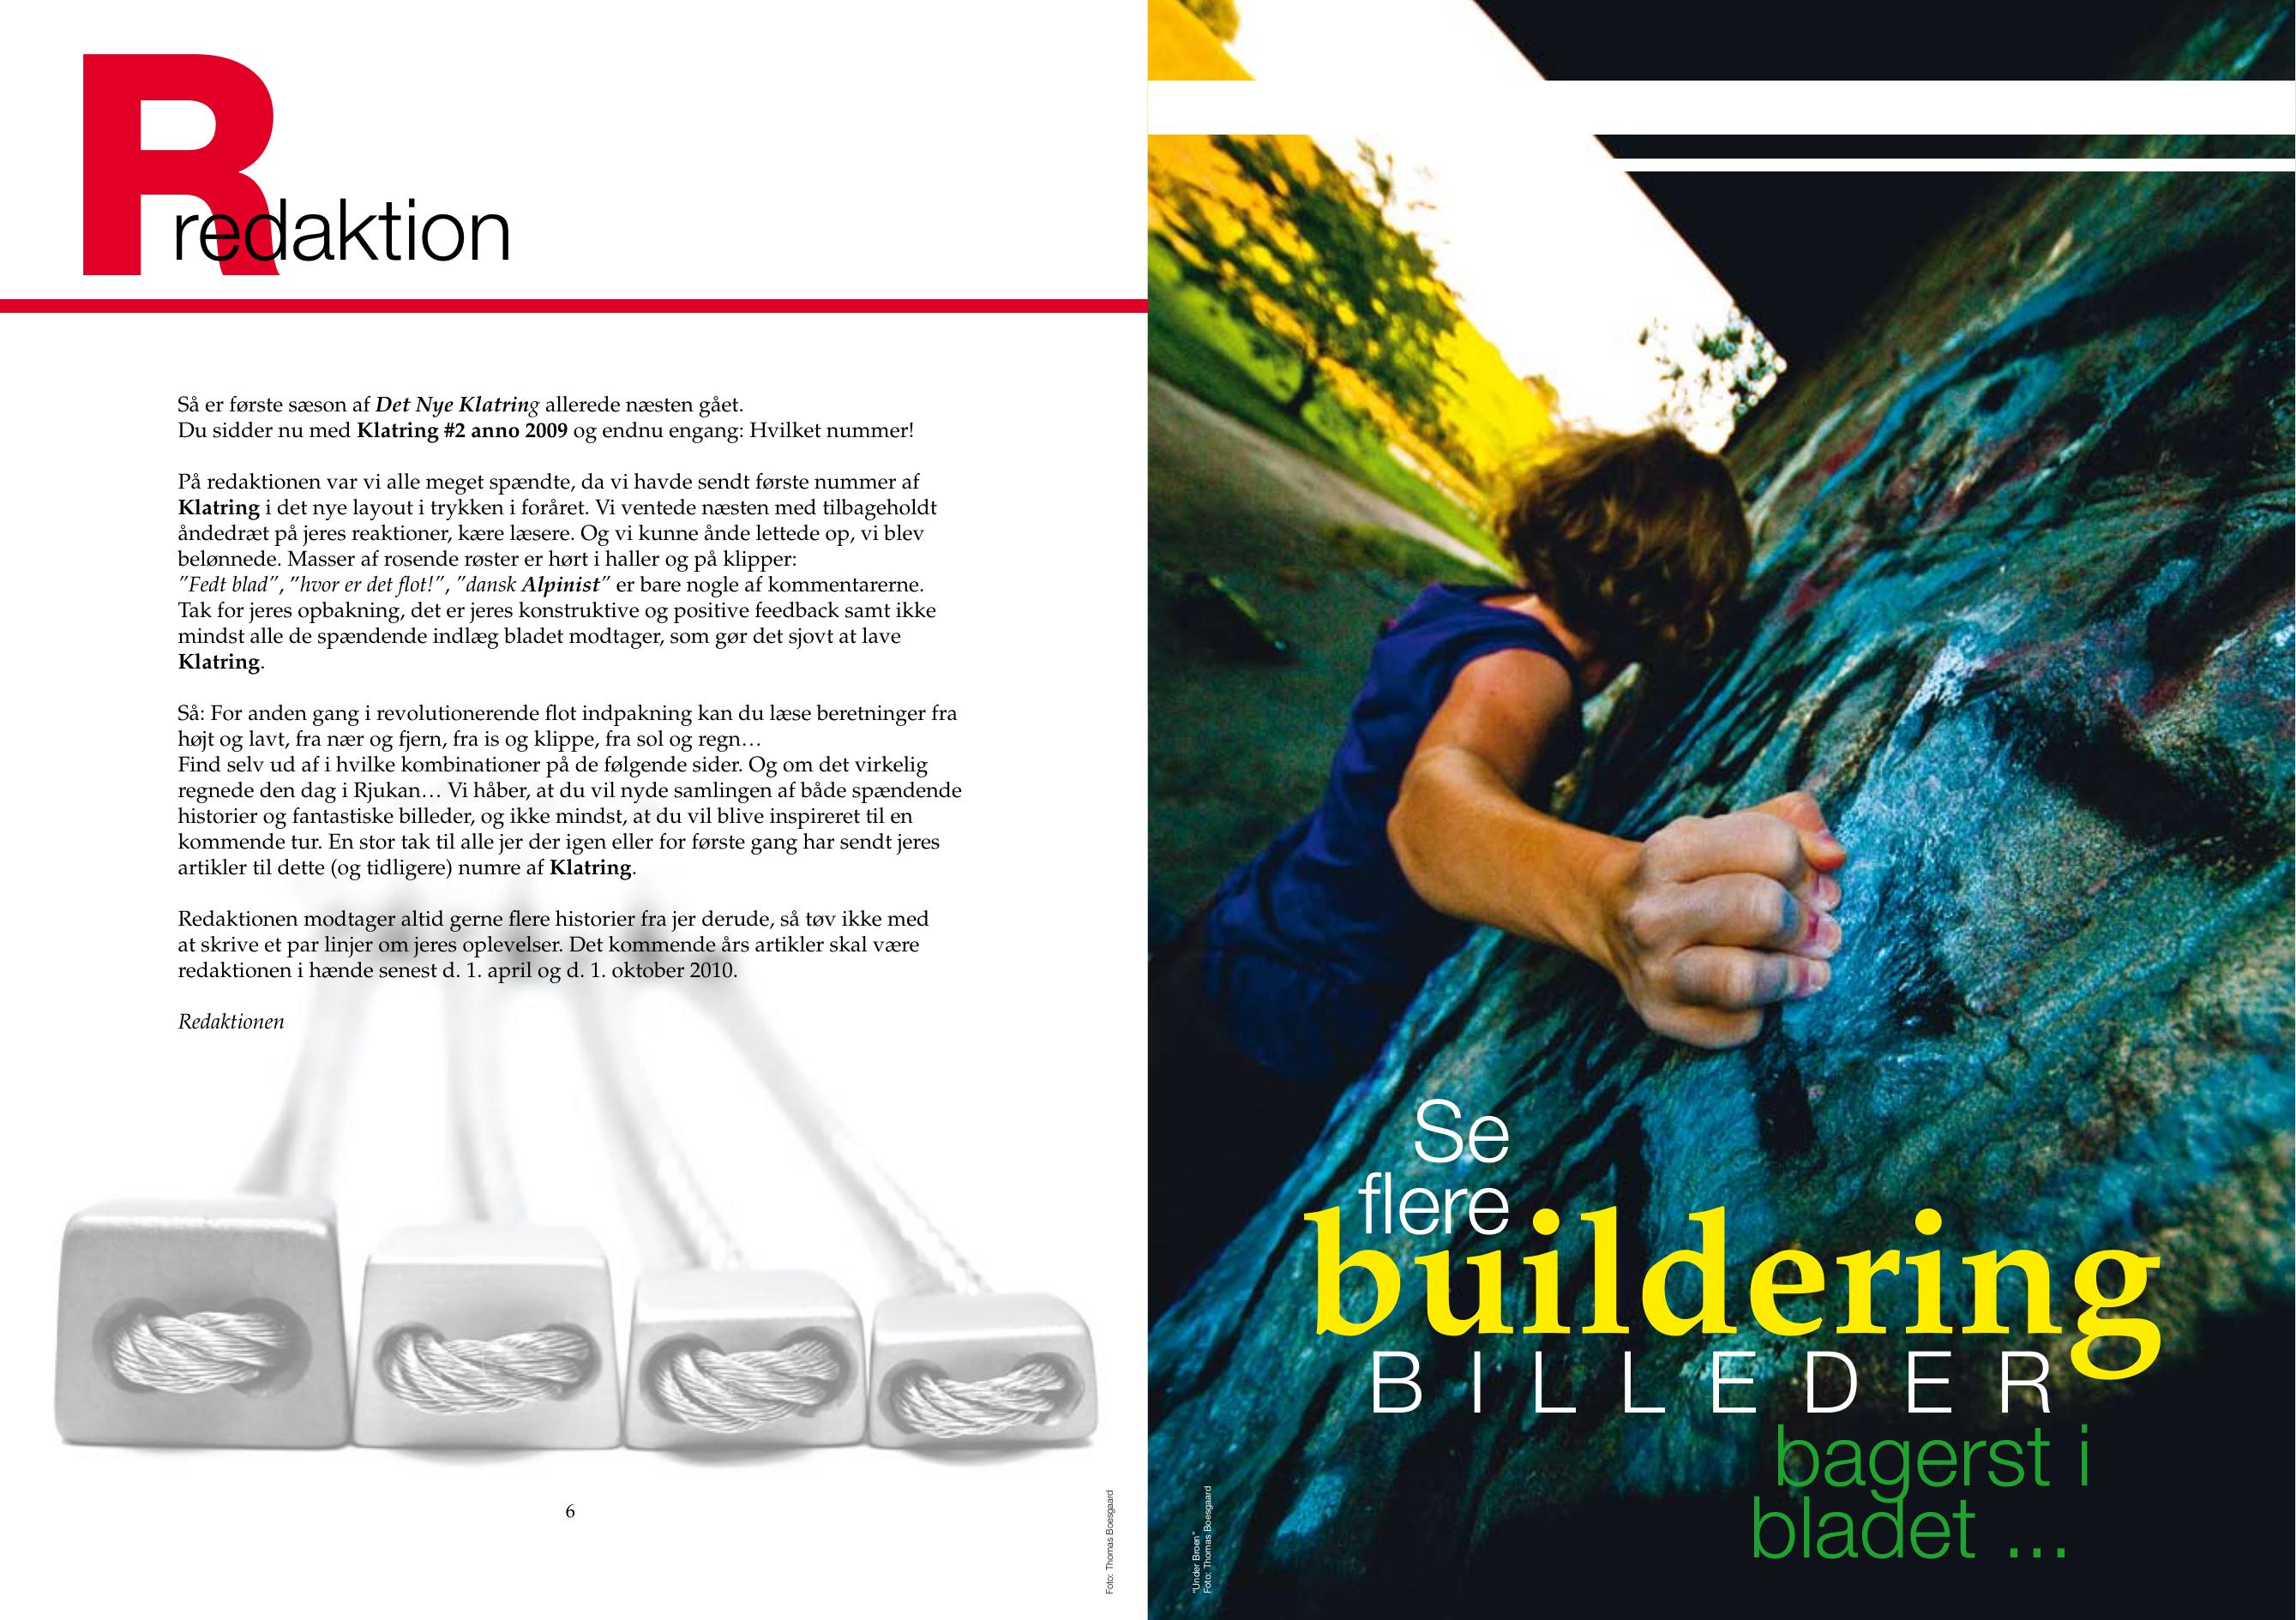 R
redaktion
Så er første sæson af Det Nye Klatring allerede næsten gået.
Du sidder nu med Klatring #2 anno 2009 og endnu engang: Hvilket nummer!
På redaktionen var vi alle meget spændte, da vi havde sendt første nummer af
Klatring i det nye layout i trykken i foråret. Vi ventede næsten med tilbageholdt
åndedræt på jeres reaktioner, kære læsere. Og vi kunne ånde lettede op, vi blev
belønnede. Masser af rosende røster er hørt i haller og på klipper:
”Fedt blad”, ”hvor er det flot!”, ”dansk Alpinist” er bare nogle af kommentarerne.
Tak for jeres opbakning, det er jeres konstruktive og positive feedback samt ikke
mindst alle de spændende indlæg bladet modtager, som gør det sjovt at lave
Klatring.
Så: For anden gang i revolutionerende flot indpakning kan du læse beretninger fra
højt og lavt, fra nær og fjern, fra is og klippe, fra sol og regn…
Find selv ud af i hvilke kombinationer på de følgende sider. Og om det virkelig
regnede den dag i Rjukan… Vi håber, at du vil nyde samlingen af både spændende
historier og fantastiske billeder, og ikke mindst, at du vil blive inspireret til en
kommende tur. En stor tak til alle jer der igen eller for første gang har sendt jeres
artikler til dette (og tidligere) numre af Klatring.
Redaktionen modtager altid gerne flere historier fra jer derude, så tøv ikke med
at skrive et par linjer om jeres oplevelser. Det kommende års artikler skal være
redaktionen i hænde senest d. 1. april og d. 1. oktober 2010.
Redaktionen
6
Foto: Thomas Boesgaard
Se
flere
buildering
BILLEDER
bagerst i
bladet ...
"Under Broen"
Foto: Thomas Boesgaard